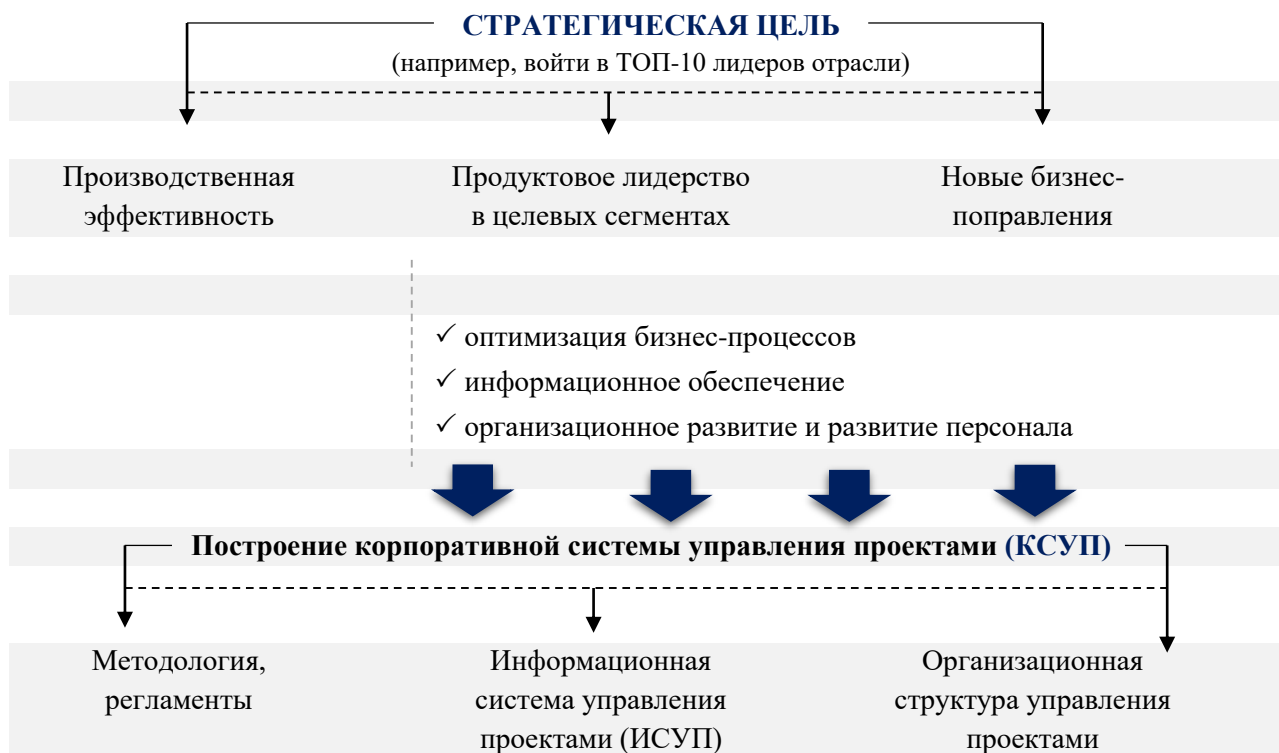 СТРАТЕГИЧЕСКАЯ ЦЕЛЬ
(например, войти в ТОП-10 лидеров отрасли)
Производственная
эффективность
Продуктовое лидерство
в целевых сегментах
Новые бизнес-
поправления
✓ оптимизация бизнес-процессов
✓ информационное обеспечение
✓ организационное развитие и развитие персонала
Построение корпоративной системы управления проектами (КСУП)
Методология,
регламенты
Информационная
система управления
проектами (ИСУП)
Организационная
структура управления
проектами